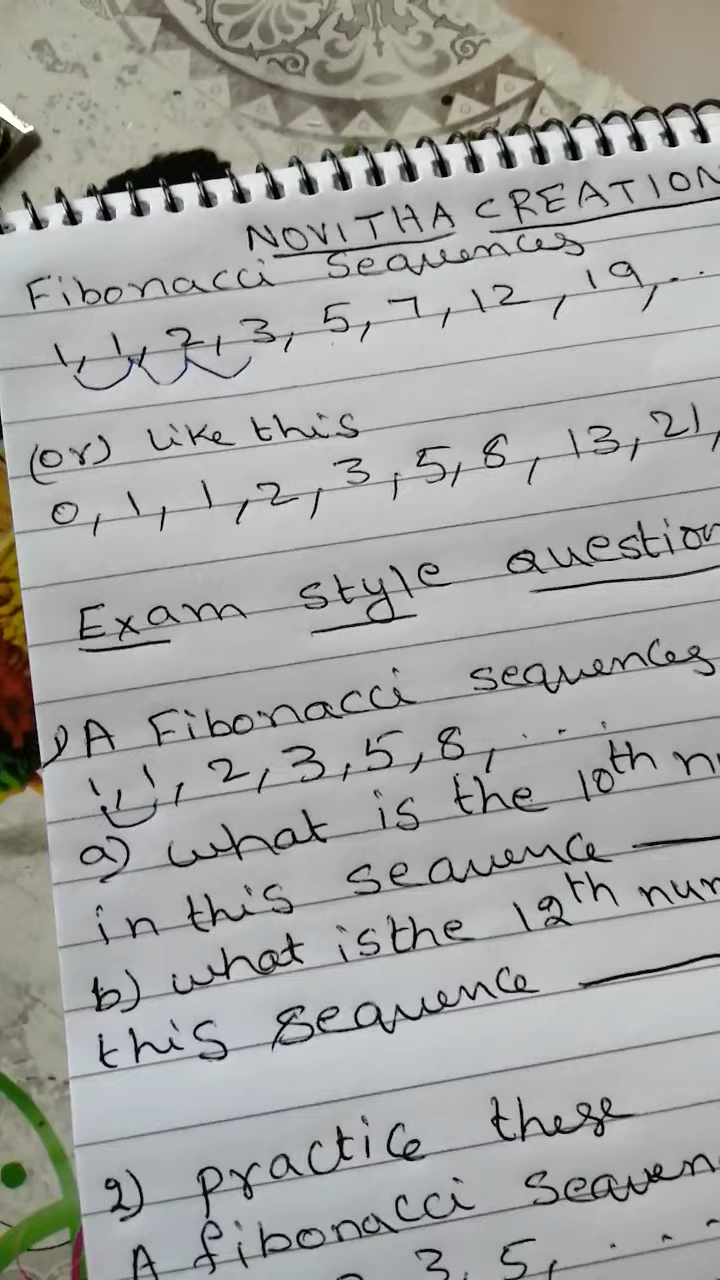 NOVITHA CREATION
Fibonacci sequences
1, 1, 2, 3, 5, 7, 12, 19, ...
(or) like this
0, 1, 1, 2, 3, 5, 8, 13, 21,
Exam style question
1) A Fibonacci sequences
1, 1, 2, 3, 5, 8, ...
a) what is the 10th
in this sequence
b) what is the 12th
this sequence
2) practice these
A fibonacci
3, 5, ....